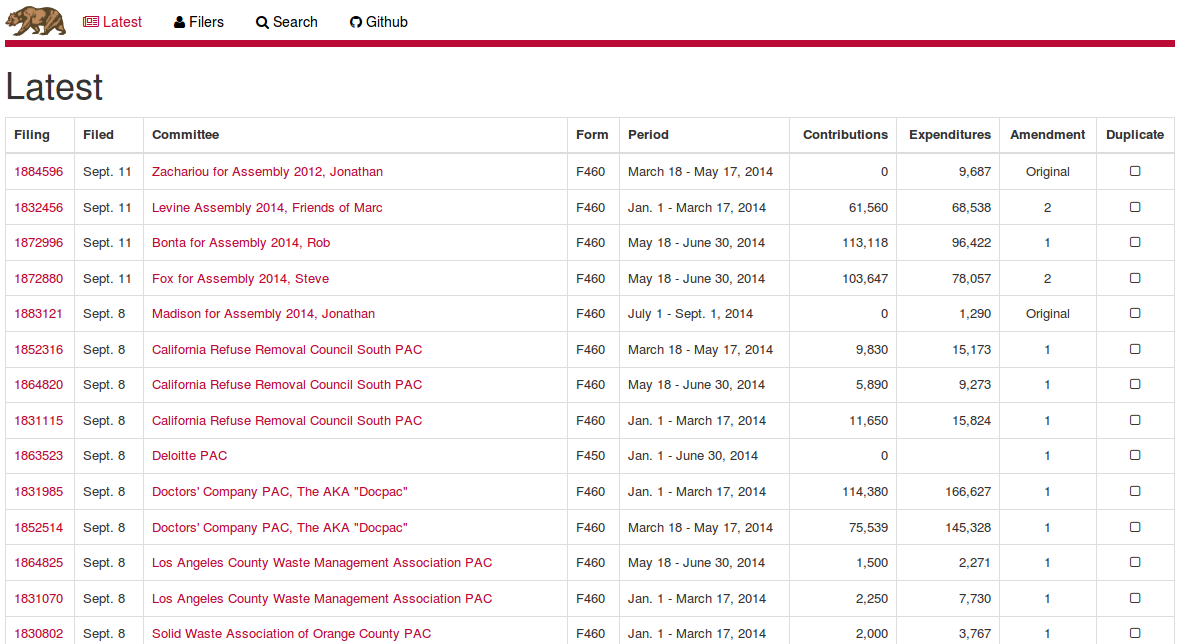 Latest Filers Search Github
Latest
Filing Filed Committee Form Period Contributions Expenditures Amendment Duplicate
1884596 Sept. 11 Zachariou for Assembly 2012, Jonathan F460 March 18 - May 17, 2014 0 9,687 Original
1832456 Sept. 11 Levine Assembly 2014, Friends of Marc F460 Jan. 1 - March 17, 2014 61,560 68,538 2
1872996 Sept. 11 Bonta for Assembly 2014, Rob F460 May 18 - June 30, 2014 113,118 96,422 1
1872880 Sept. 11 Fox for Assembly 2014, Steve F460 May 18 - June 30, 2014 103,647 78,057 2
1883121 Sept. 8 Madison for Assembly 2014, Jonathan F460 July 1 - Sept. 1, 2014 0 1,290 Original
1852316 Sept. 8 California Refuse Removal Council South PAC F460 March 18 - May 17, 2014 9,830 15,173 1
1864820 Sept. 8 California Refuse Removal Council South PAC F460 May 18 - June 30, 2014 5,890 9,273 1
1831115 Sept. 8 California Refuse Removal Council South PAC F460 Jan. 1 - March 17, 2014 11,650 15,824 1
1863523 Sept. 8 Deloitte PAC F450 Jan. 1 - June 30, 2014 0 1
1831985 Sept. 8 Doctors' Company PAC, The AKA "Docpac" F460 Jan. 1 - March 17, 2014 114,380 166,627 1
1852514 Sept. 8 Doctors' Company PAC, The AKA "Docpac" F460 March 18 - May 17, 2014 75,539 145,328 1
1864825 Sept. 8 Los Angeles County Waste Management Association PAC F460 May 18 - June 30, 2014 1,500 2,271 1
1831070 Sept. 8 Los Angeles County Waste Management Association PAC F460 Jan. 1 - March 17, 2014 2,250 7,730 1
1830802 Sept. 8 Solid Waste Association of Orange County PAC F460 Jan. 1 - March 17, 2014 2,000 3,767 1